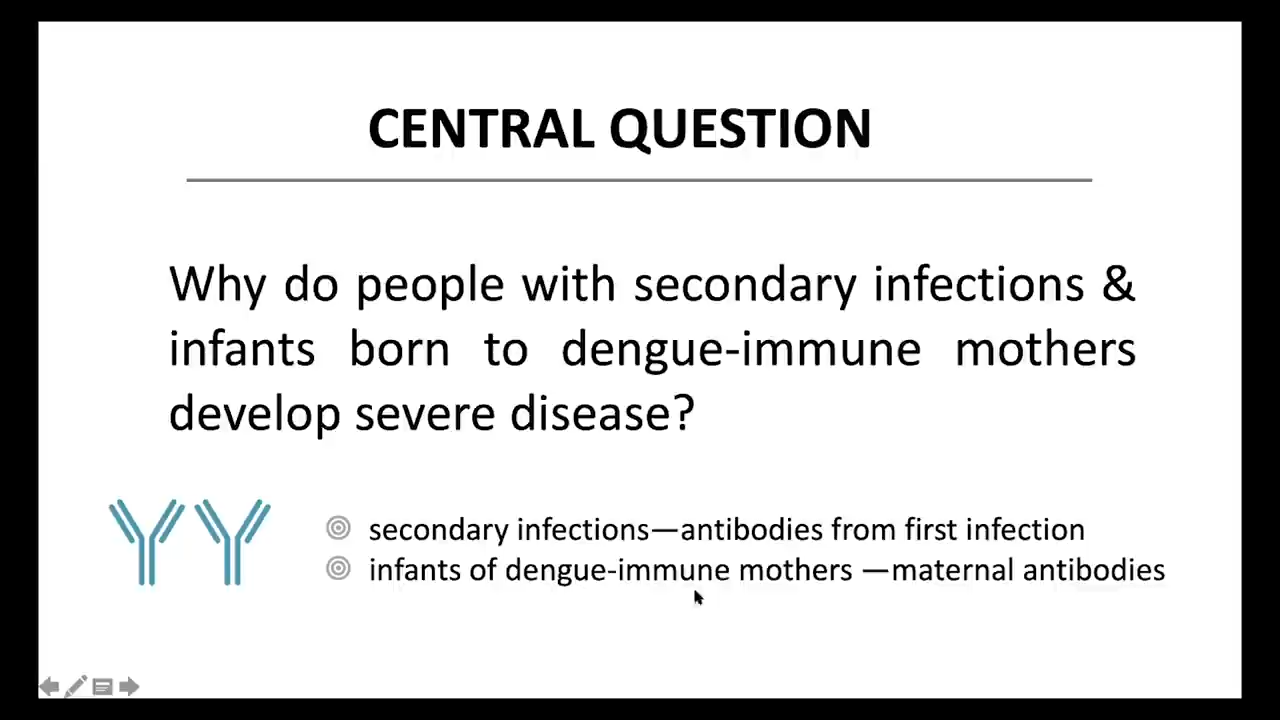 CENTRAL QUESTION
Why do people with secondary infections &
infants born to dengue-immune mothers
develop severe disease?
secondary infections—antibodies from first infection
infants of dengue-immune mothers —maternal antibodies